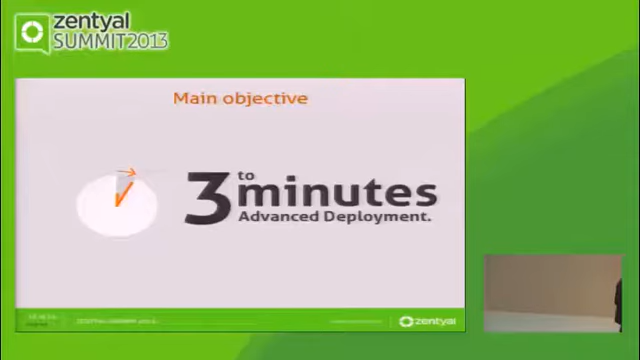 zentyal
SUMMIT2013
Main objective
3 to minutes
Advanced Deployment.
zentyal